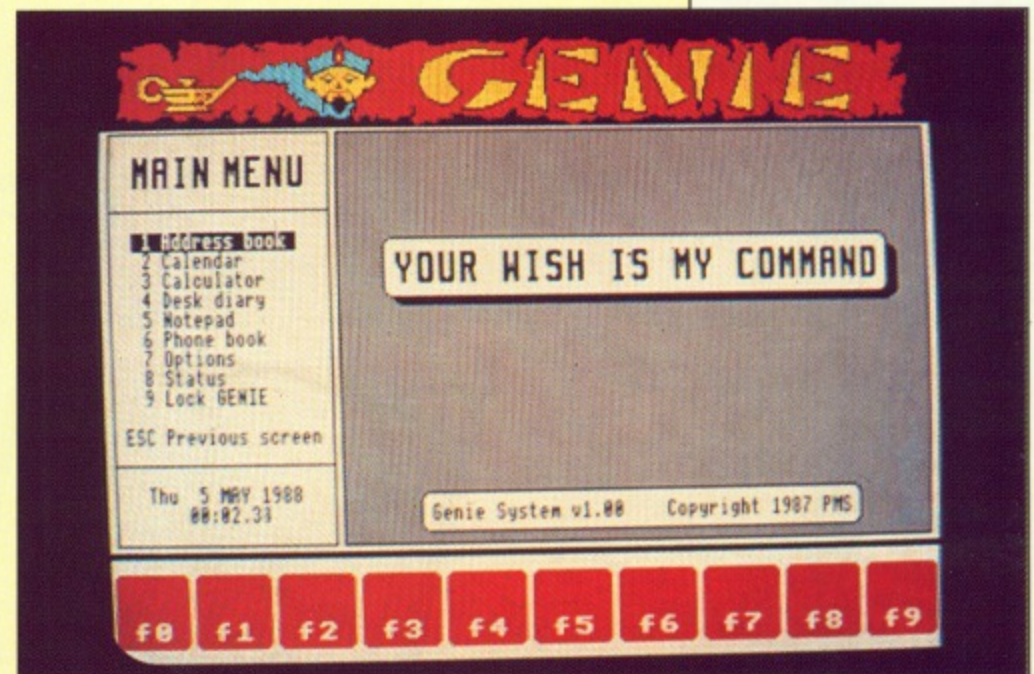 GENIE
MAIN MENU
1 Address book
2 Calendar
3 Calculator
4 Desk diary
5 Notepad
6 Phone book
7 Options
8 Status
9 Lock GENIE
ESC Previous screen
Thu 5 MAY 1988
00:02.33
YOUR WISH IS MY COMMAND
Genie System v1.00 Copyright 1987 PMS
f0 f1 f2 f3 f4 f5 f6 f7 f8 f9